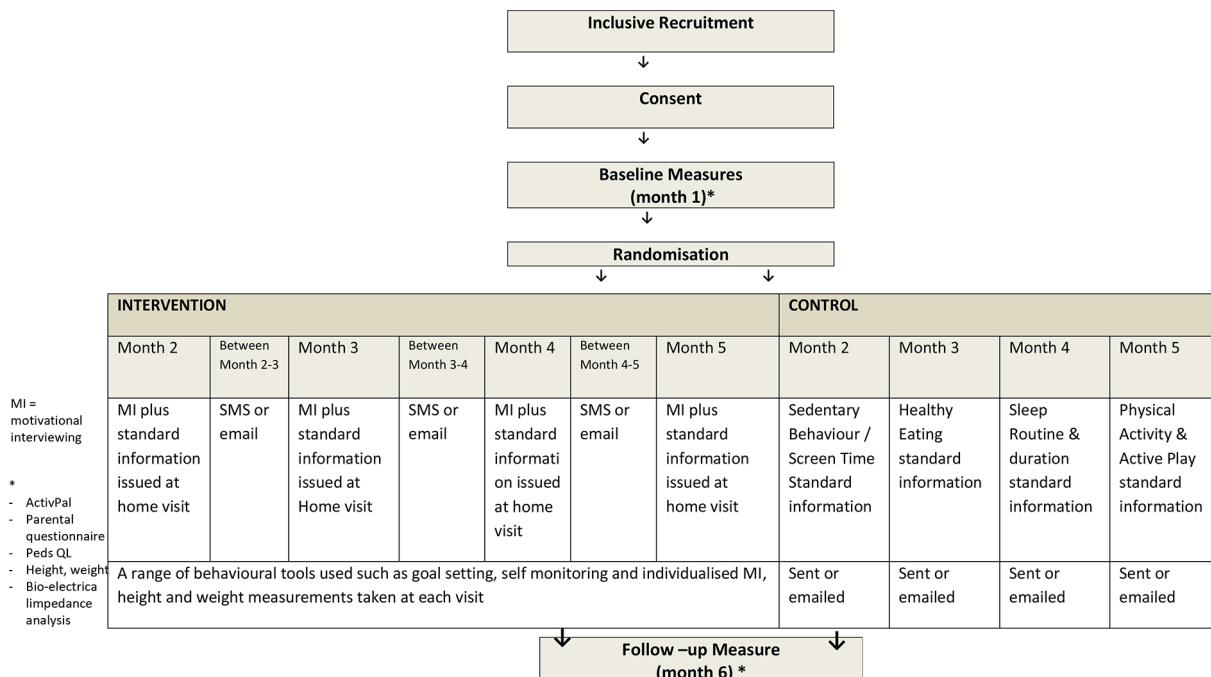 Inclusive Recruitment
↓
Consent
↓
Baseline Measures
(month 1)*
↓
Randomisation
↓ ↓
INTERVENTION
CONTROL
Month 2
Between
Month 2-3
Month 3
Between
Month 3-4
Month 4
Between
Month 4-5
Month 5
Month 2
Month 3
Month 4
Month 5
MI =
motivational
interviewing
*
- ActivPal
- Parental
questionnaire
- Peds QL
- Height, weight
- Bio-electrica
limpedance
analysis
MI plus
standard
information
issued at
home visit
SMS or
email
MI plus
standard
information
issued at
Home visit
SMS or
email
MI plus
standard
informati
on issued
at home
visit
SMS or
email
MI plus
standard
information
issued at
home visit
Sedentary
Behaviour /
Screen Time
Standard
information
Healthy
Eating
standard
information
Sleep
Routine &
duration
standard
information
Physical
Activity &
Active Play
standard
information
A range of behavioural tools used such as goal setting, self monitoring and individualised MI,
height and weight measurements taken at each visit
Sent or
emailed
Sent or
emailed
Sent or
emailed
Sent or
emailed
↓ ↓
Follow –up Measure
(month 6) *